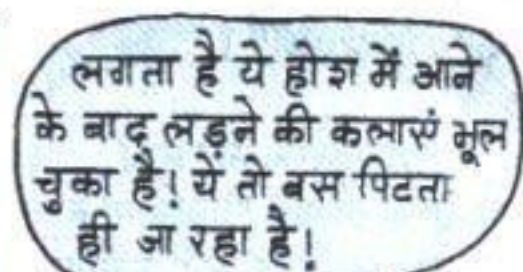 लगता है ये होश में आने
के बाद लड़ने की कलाएं भूल
चुका है! ये तो बस पिटता
ही जा रहा है!